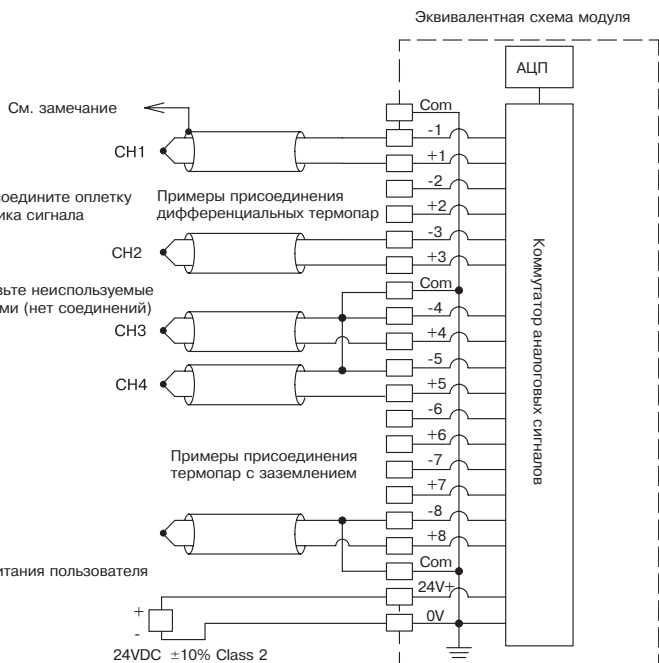 Эквивалентная схема модуля
АЦП
См. замечание
Com
-1
CH1
+1
-2
соедините оплетку
ика сигнала
Примеры присоединения
дифференциальных термопар
+2
-3
CH2
+3
Com
вьте неиспользуемые
ми (нет соединений)
-4
CH3
+4
-5
CH4
+5
-6
+6
Коммутатор аналоговых сигналов
Примеры присоединения
термопар с заземлением
-7
+7
-8
+8
Com
итания пользователя
24V+
+
0V
-
24VDC ±10% Class 2